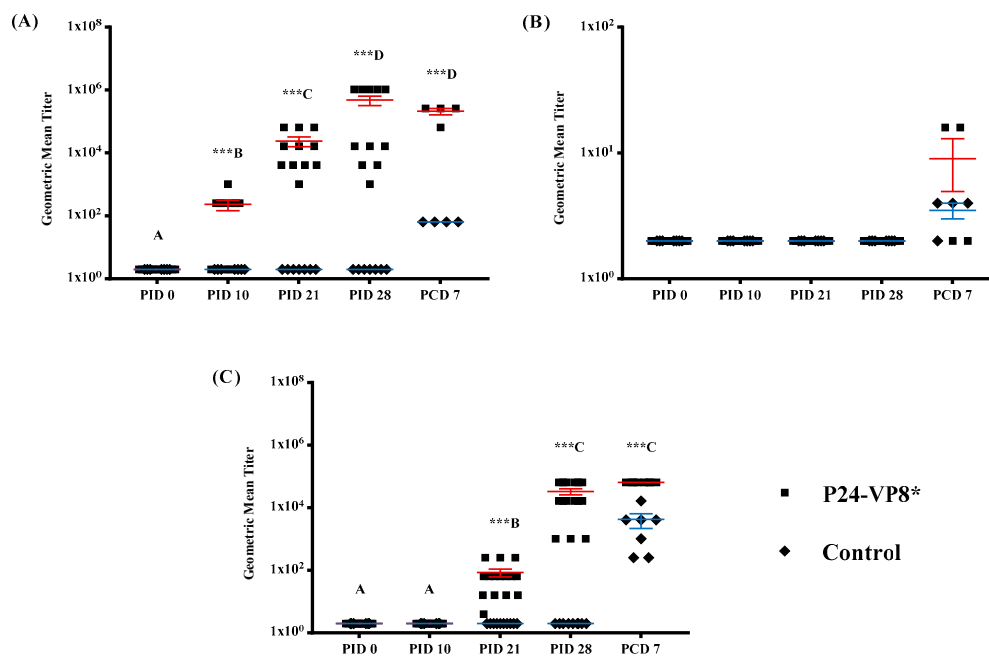 (A)
Geometric Mean Titer
1x10⁸
1x10⁶
1x10⁴
1x10²
1x10⁰
A
***B
***C
***D
***D
PID 0
PID 10
PID 21
PID 28
PCD 7
(B)
Geometric Mean Titer
1x10²
1x10¹
1x10⁰
PID 0
PID 10
PID 21
PID 28
PCD 7
(C)
Geometric Mean Titer
1x10⁸
1x10⁶
1x10⁴
1x10²
1x10⁰
A
A
***B
***C
***C
PID 0
PID 10
PID 21
PID 28
PCD 7
P24-VP8*
Control